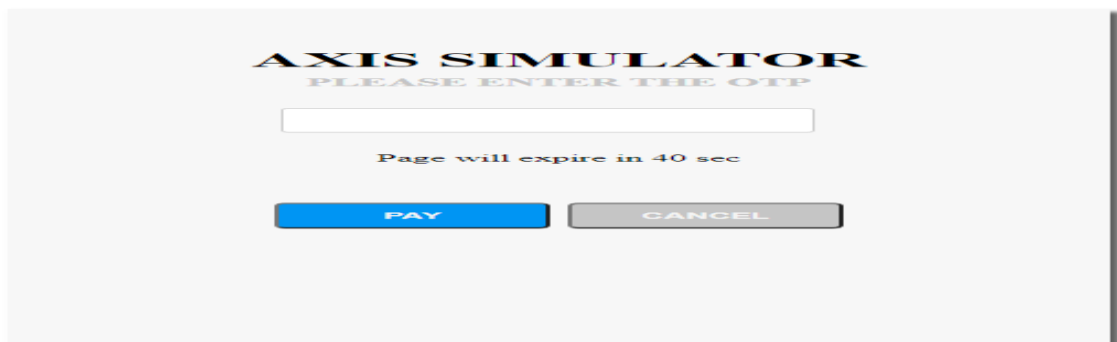 AXIS SIMULATOR
PLEASE ENTER THE OTP
Page will expire in 40 sec
PAY CANCEL